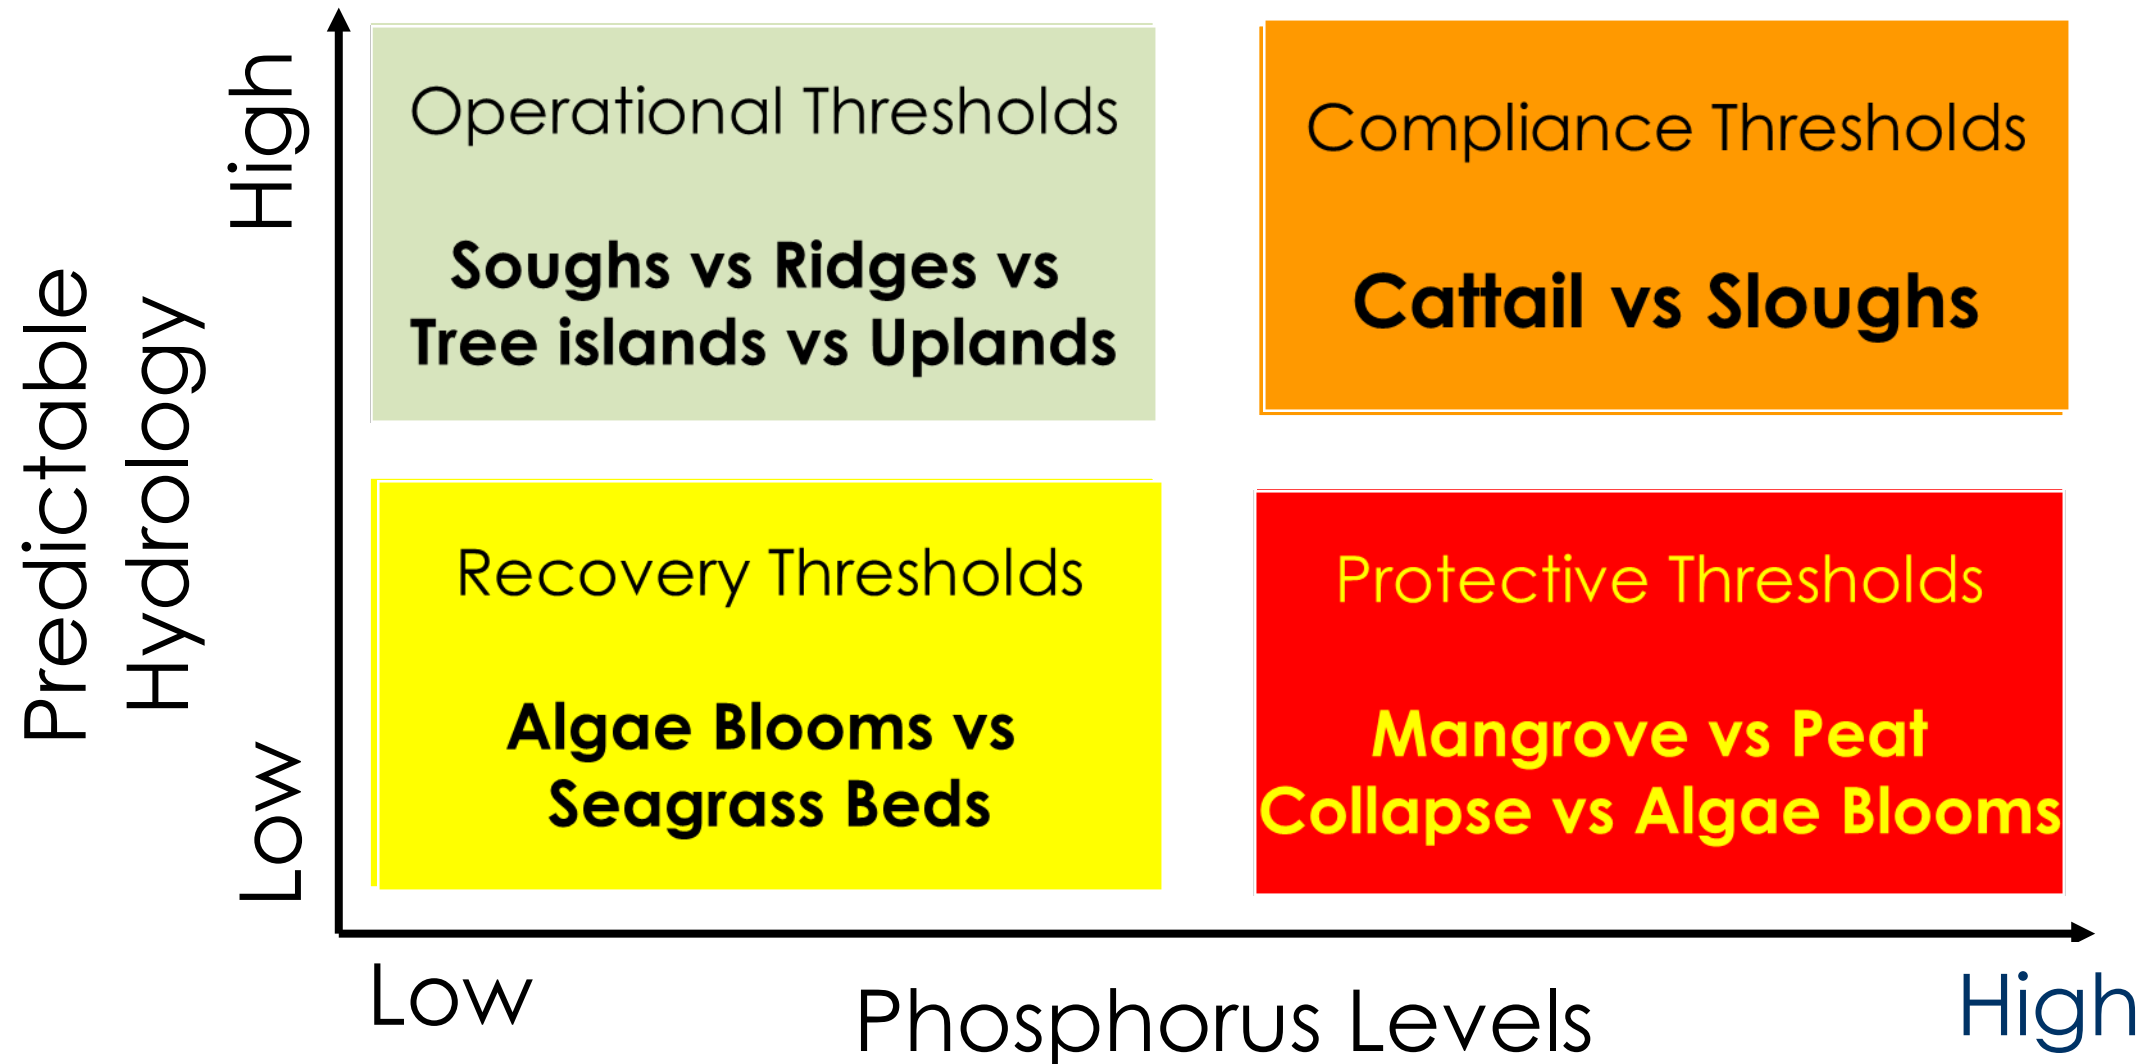 High
Predictable
Hydrology
Low
Operational Thresholds
Soughs vs Ridges vs
Tree islands vs Uplands
Compliance Thresholds
Cattail vs Sloughs
Recovery Thresholds
Algae Blooms vs
Seagrass Beds
Protective Thresholds
Mangrove vs Peat
Collapse vs Algae Blooms
Low
Phosphorus Levels
High